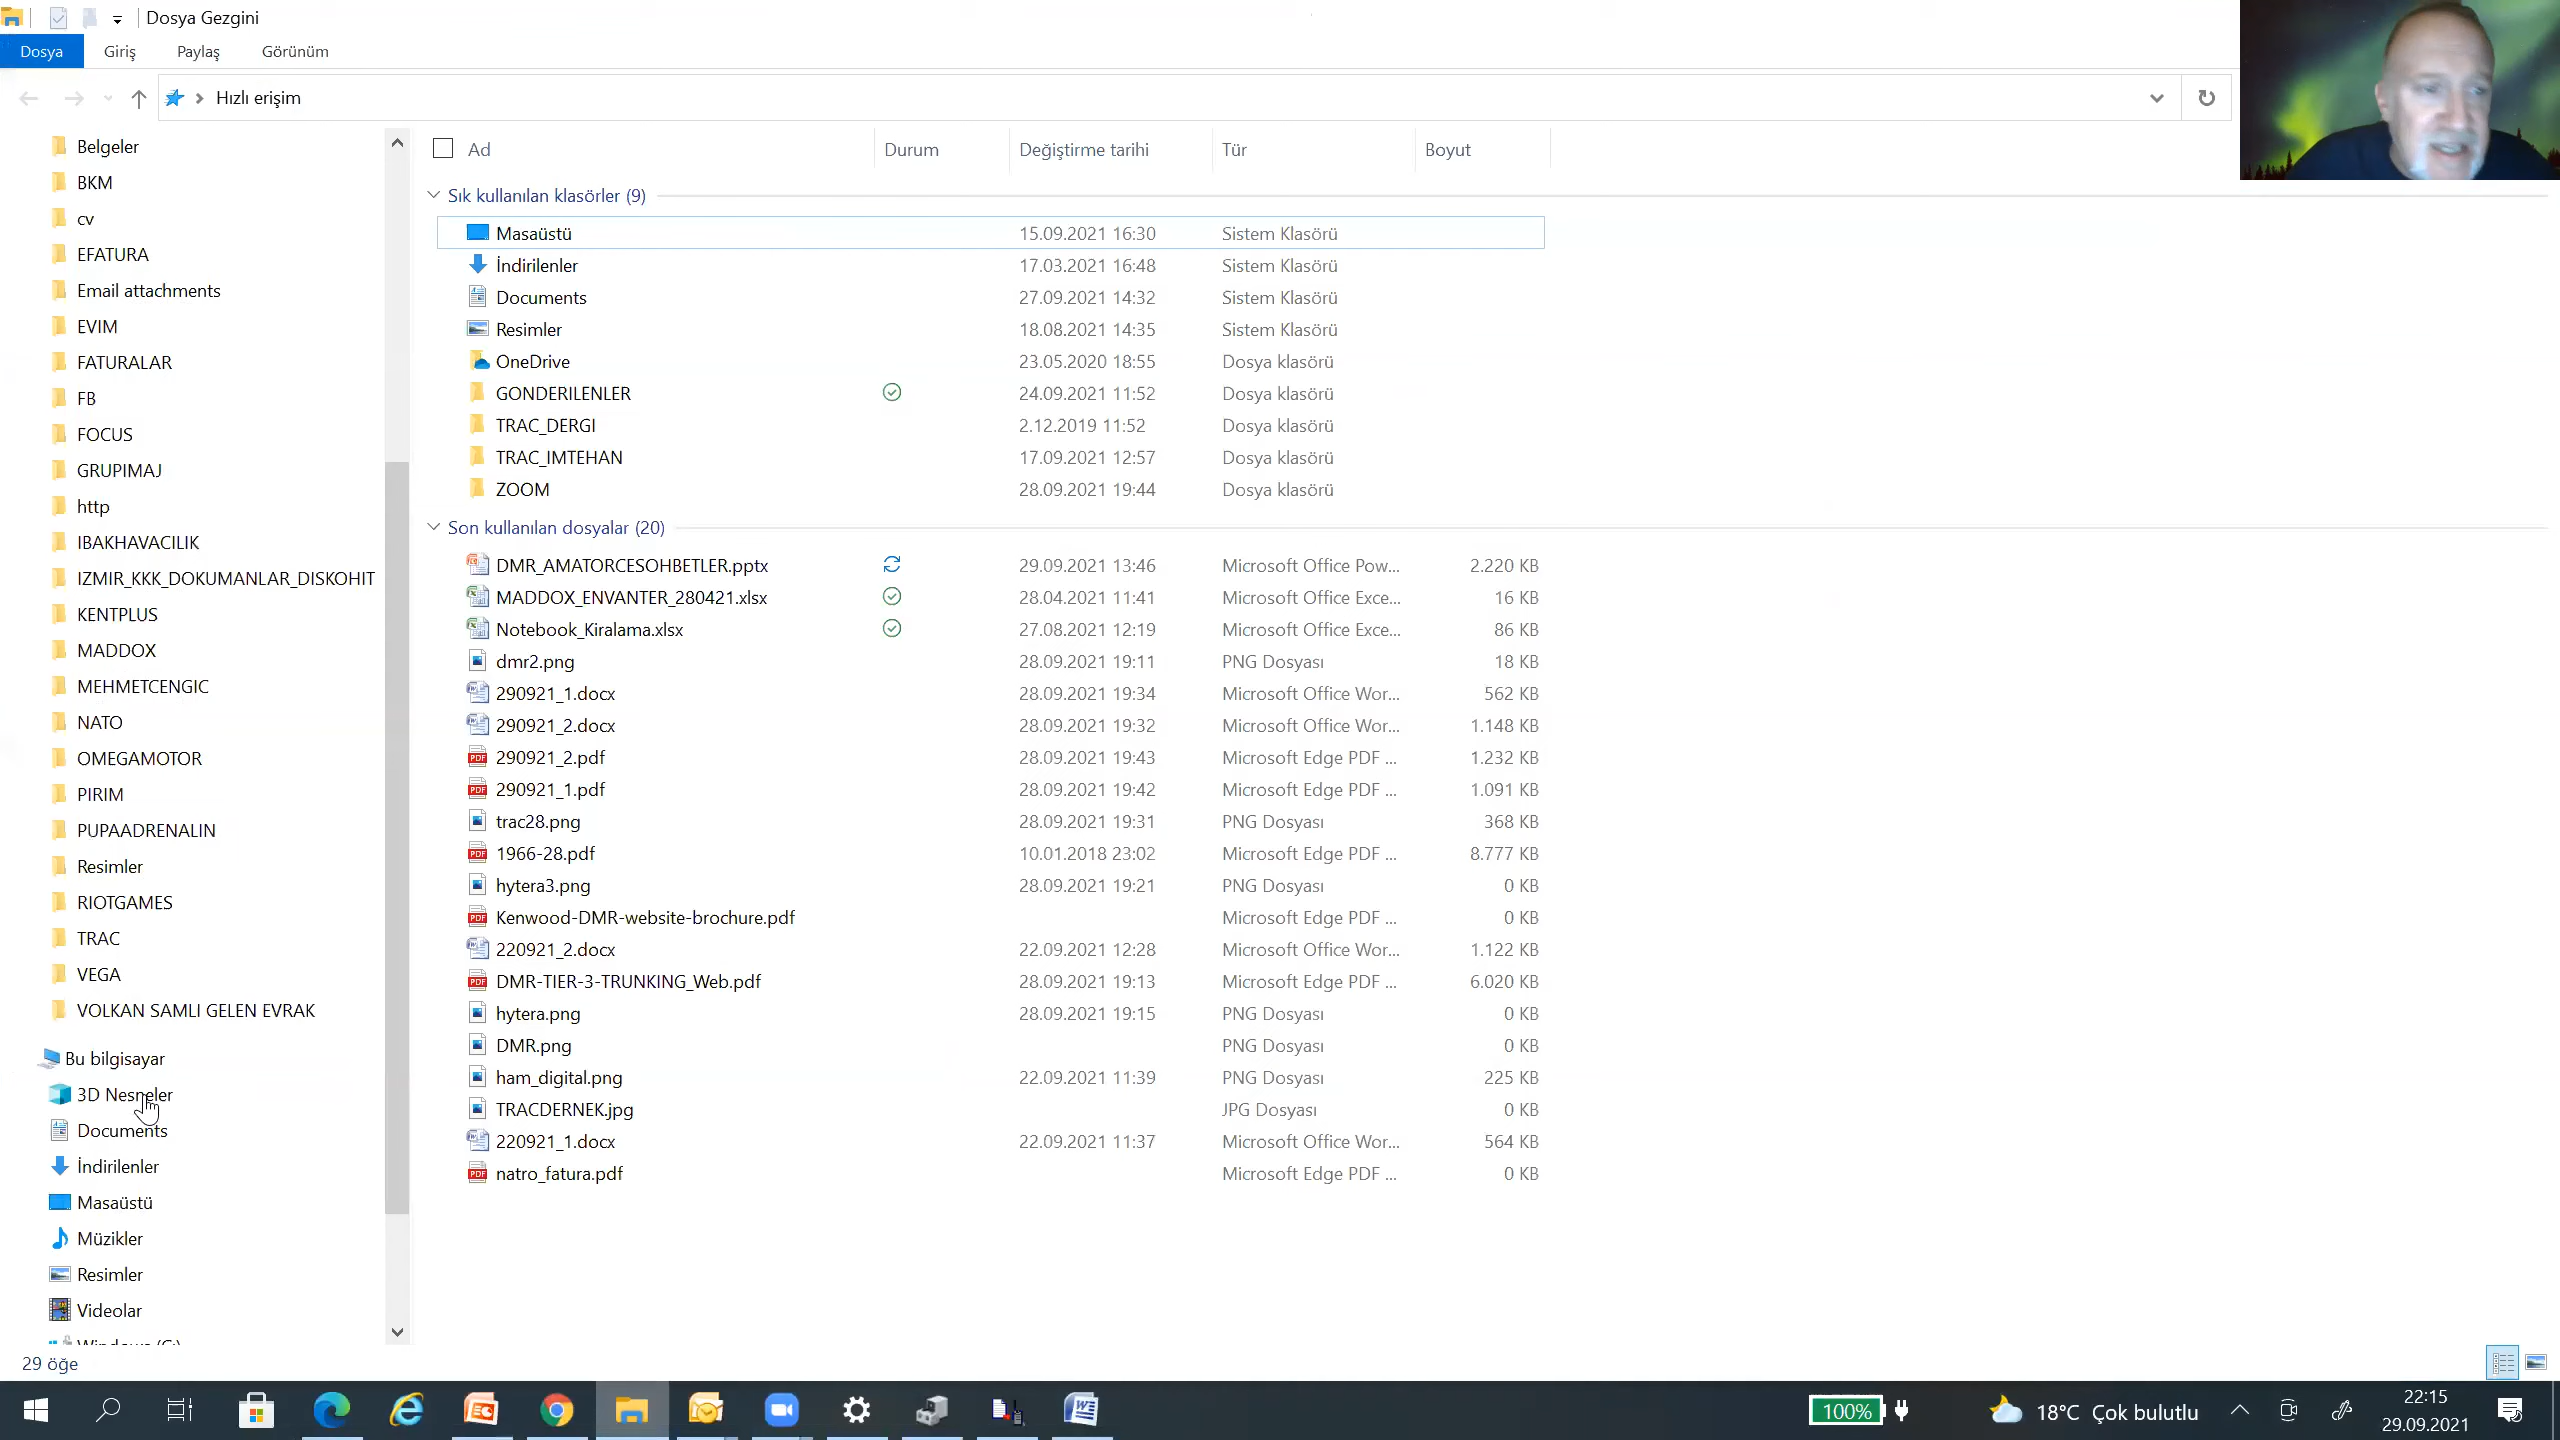 Dosya Gezgini
Dosya Giriş Paylaş Görünüm
Hızlı erişim
Belgeler
BKM
cv
EFATURA
Email attachments
EVIM
FATURALAR
FB
FOCUS
GRUPIMAJ
http
IBAKHAVACILIK
IZMIR_KKK_DOKUMANLAR_DISKOHIT
KENTPLUS
MADDOX
MEHMETCENGIC
NATO
OMEGAMOTOR
PIRIM
PUPAADRENALIN
Resimler
RIOTGAMES
TRAC
VEGA
VOLKAN SAMLI GELEN EVRAK
Bu bilgisayar
3D Nesneler
Documents
İndirilenler
Masaüstü
Müzikler
Resimler
Videolar
Windows (C:)
Ad Durum Değiştirme tarihi Tür Boyut
Sık kullanılan klasörler (9)
Masaüstü 15.09.2021 16:30 Sistem Klasörü
İndirilenler 17.03.2021 16:48 Sistem Klasörü
Documents 27.09.2021 14:32 Sistem Klasörü
Resimler 18.08.2021 14:35 Sistem Klasörü
OneDrive 23.05.2020 18:55 Dosya klasörü
GONDERILENLER 24.09.2021 11:52 Dosya klasörü
TRAC_DERGI 2.12.2019 11:52 Dosya klasörü
TRAC_IMTEHAN 17.09.2021 12:57 Dosya klasörü
ZOOM 28.09.2021 19:44 Dosya klasörü
Son kullanılan dosyalar (20)
DMR_AMATORCESOHBETLER.pptx 29.09.2021 13:46 Microsoft Office Pow... 2.220 KB
MADDOX_ENVANTER_280421.xlsx 28.04.2021 11:41 Microsoft Office Exce... 16 KB
Notebook_Kiralama.xlsx 27.08.2021 12:19 Microsoft Office Exce... 86 KB
dmr2.png 28.09.2021 19:11 PNG Dosyası 18 KB
290921_1.docx 28.09.2021 19:34 Microsoft Office Wor... 562 KB
290921_2.docx 28.09.2021 19:32 Microsoft Office Wor... 1.148 KB
290921_2.pdf 28.09.2021 19:43 Microsoft Edge PDF ... 1.232 KB
290921_1.pdf 28.09.2021 19:42 Microsoft Edge PDF ... 1.091 KB
trac28.png 28.09.2021 19:31 PNG Dosyası 368 KB
1966-28.pdf 10.01.2018 23:02 Microsoft Edge PDF ... 8.777 KB
hytera3.png 28.09.2021 19:21 PNG Dosyası 0 KB
Kenwood-DMR-website-brochure.pdf Microsoft Edge PDF ... 0 KB
220921_2.docx 22.09.2021 12:28 Microsoft Office Wor... 1.122 KB
DMR-TIER-3-TRUNKING_Web.pdf 28.09.2021 19:13 Microsoft Edge PDF ... 6.020 KB
hytera.png 28.09.2021 19:15 PNG Dosyası 0 KB
DMR.png PNG Dosyası 0 KB
ham_digital.png 22.09.2021 11:39 PNG Dosyası 225 KB
TRACDERNEK.jpg JPG Dosyası 0 KB
220921_1.docx 22.09.2021 11:37 Microsoft Office Wor... 564 KB
natro_fatura.pdf Microsoft Edge PDF ... 0 KB
29 öğe
100% 18°C Çok bulutlu
22:15
29.09.2021